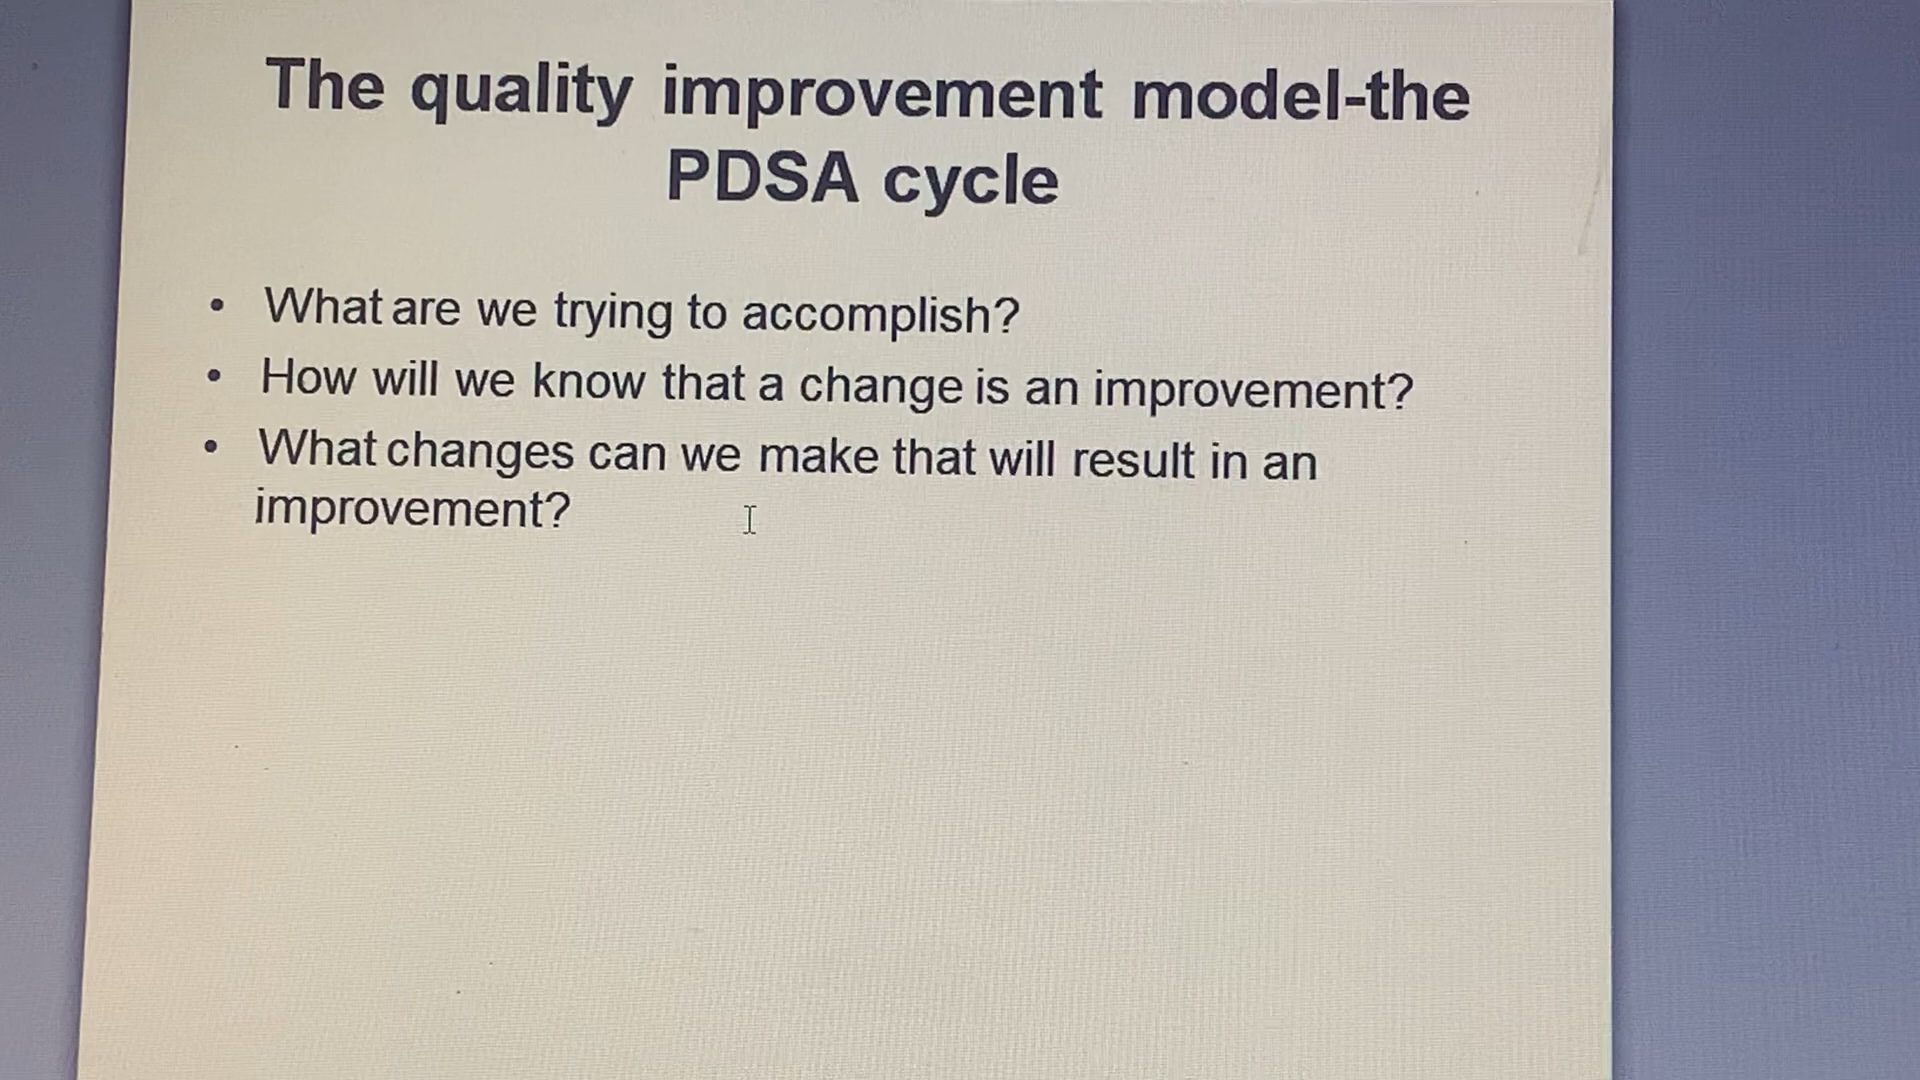 The quality improvement model-the
PDSA cycle
• What are we trying to accomplish?
• How will we know that a change is an improvement?
• What changes can we make that will result in an
improvement?